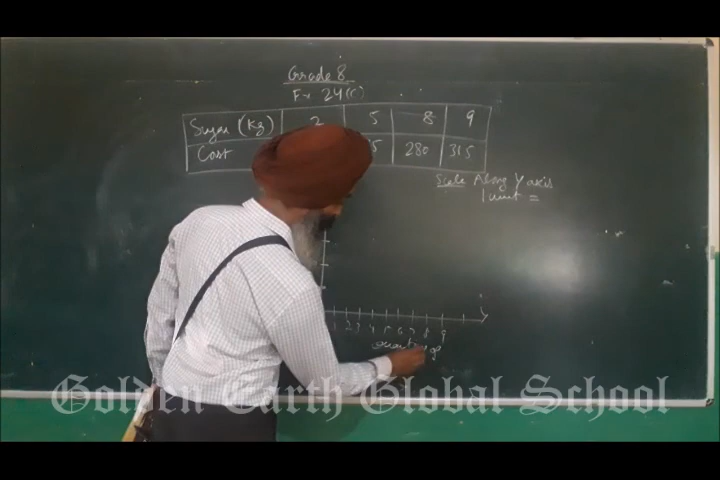 Grade 8
Ex 24(C)
Sugar (Kg) 2 5 8 9
Cost 5 280 315
Scale Along Y axis
1 unit =
2 3 4 5 6 7 8 9
Golden Earth Global School